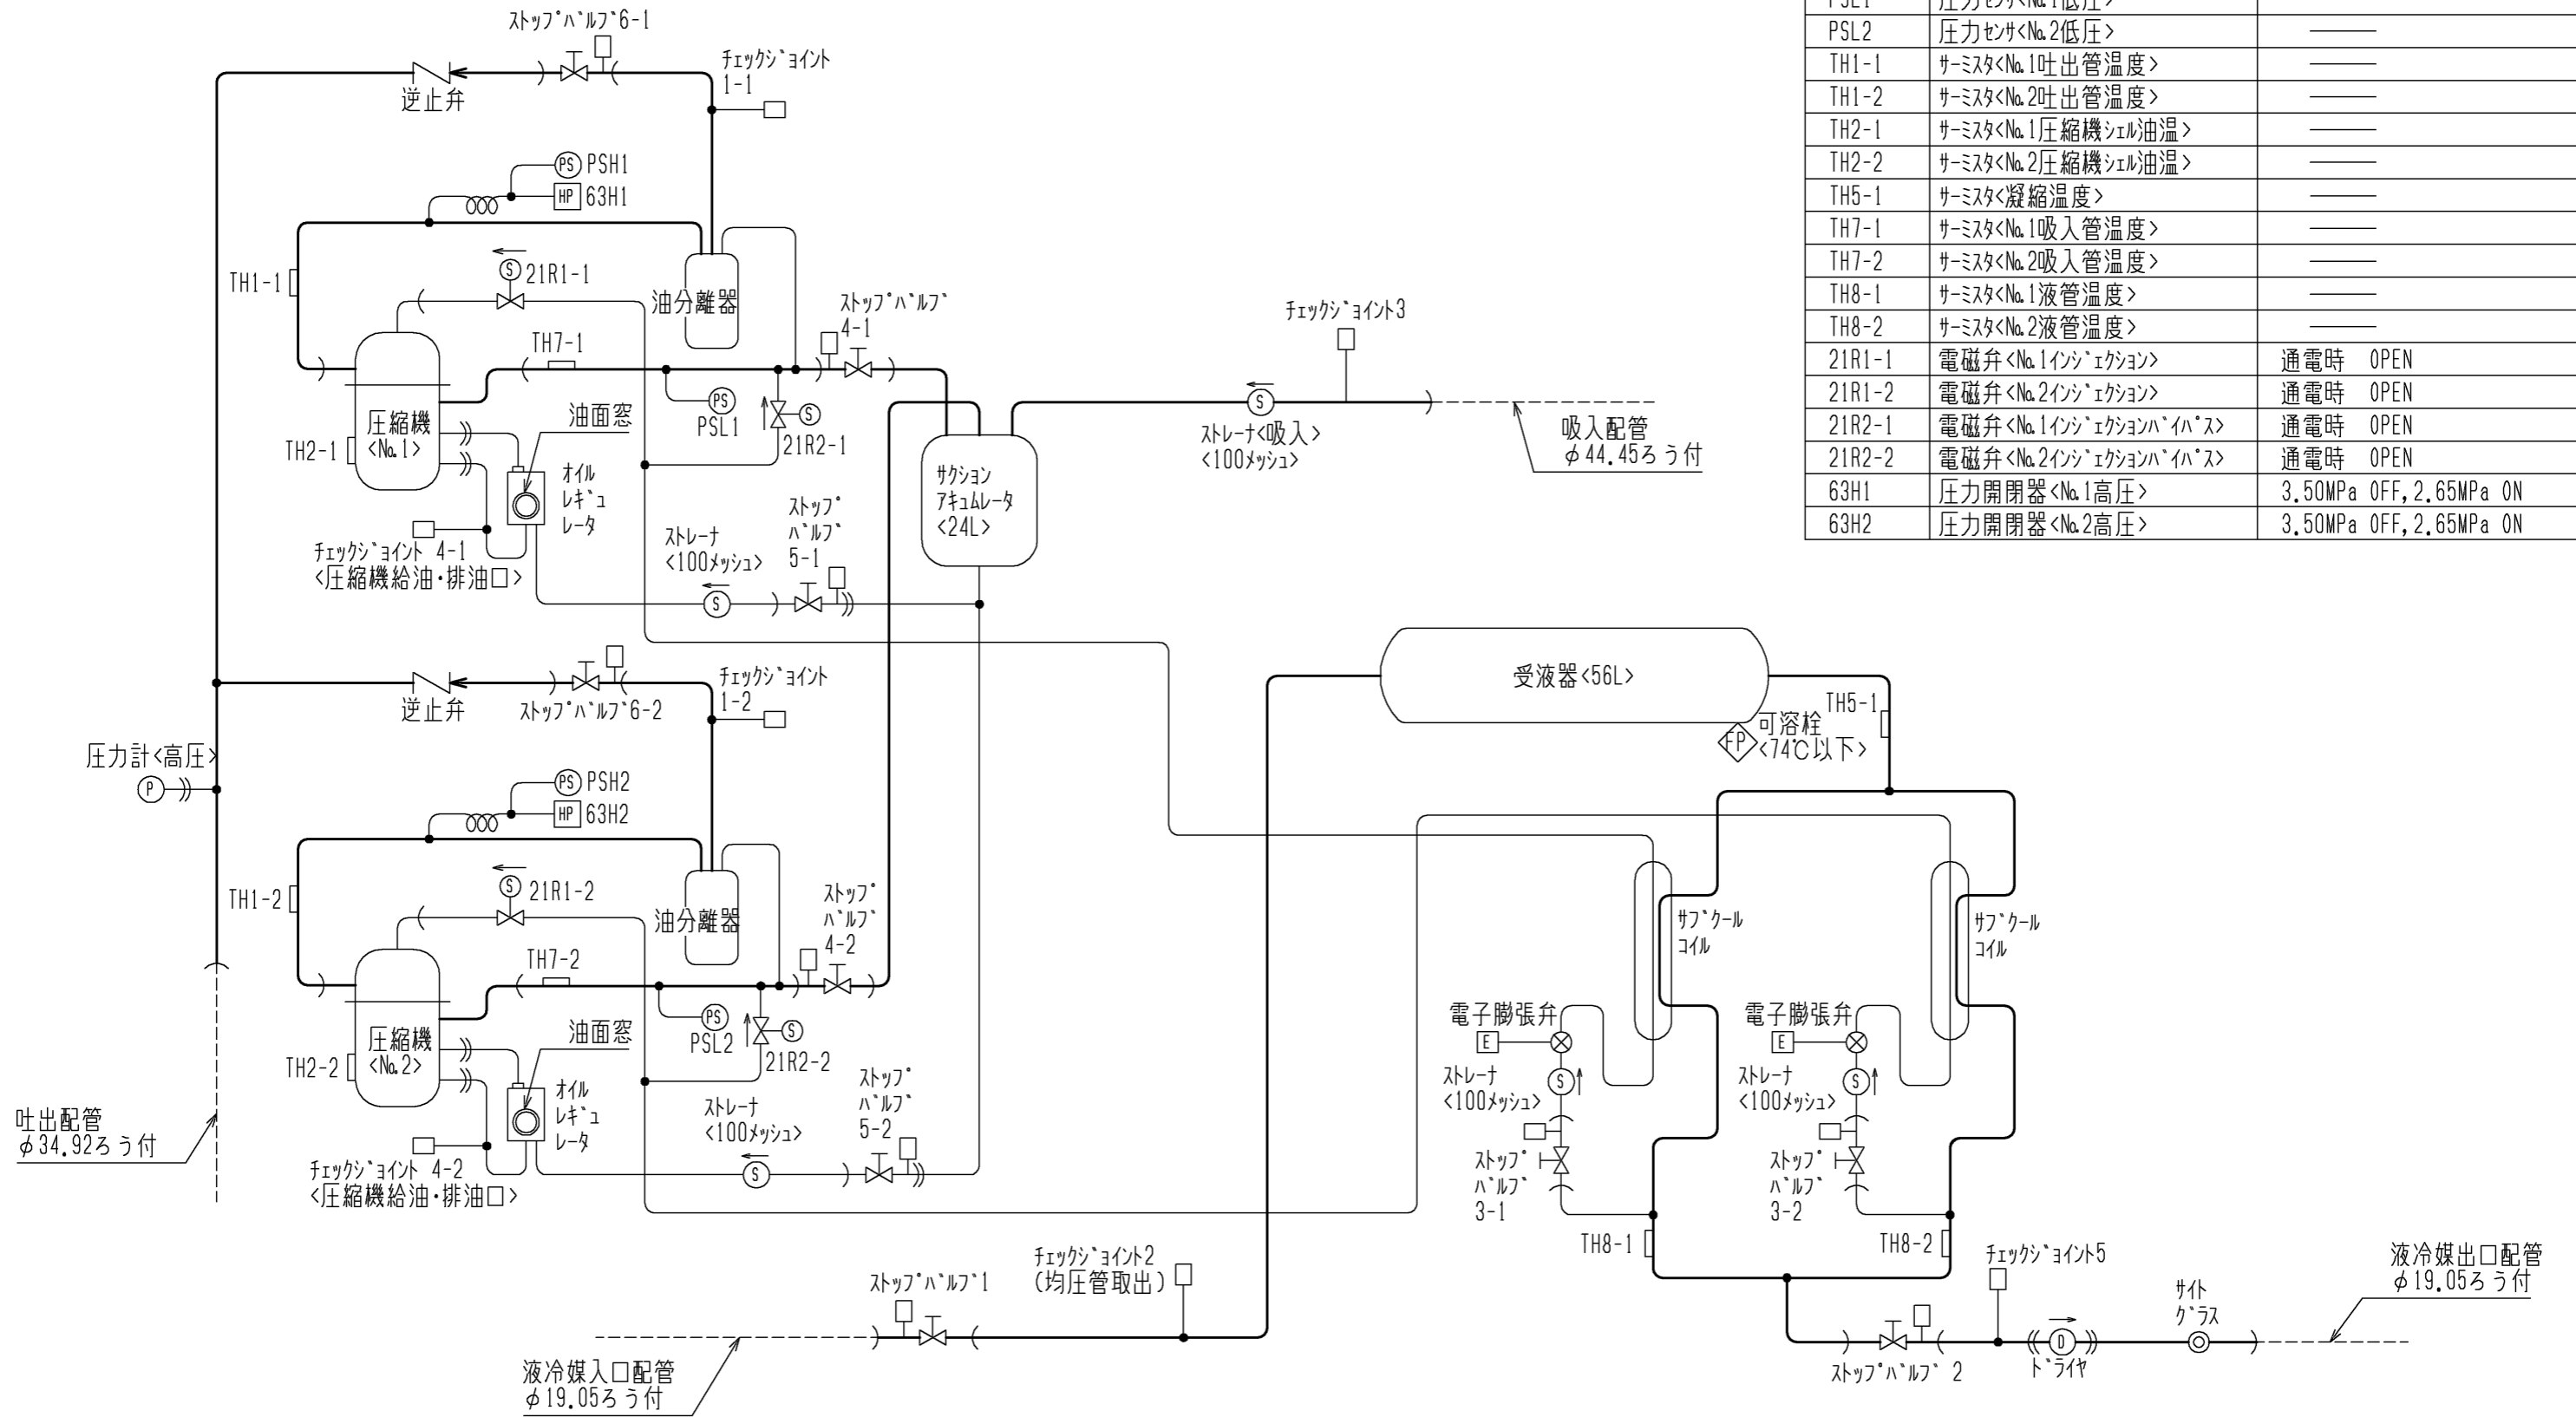 ストップバルブ6-1
チェックジョイント
1-1
逆止弁
PS PSH1
HP 63H1
TH1-1
S 21R1-1
油分離器
ストップバルブ
4-1
TH7-1
PS
PSL1
S
21R2-1
圧縮機
<№1>
TH2-1
油面窓
オイル
レギュ
レータ
チェックジョイント 4-1
<圧縮機給油・排油口>
ストレーナ
<100メッシュ>
S
ストップ
バルブ
5-1
サクション
アキュムレータ
<24L>
チェックジョイント3
S
ストレーナ<吸入>
<100メッシュ>
吸入配管
φ44.45ろう付
PSL2 圧力センサ<№2低圧> ―――
TH1-1 サーミスタ<№1吐出管温度> ―――
TH1-2 サーミスタ<№2吐出管温度> ―――
TH2-1 サーミスタ<№1圧縮機シェル油温> ―――
TH2-2 サーミスタ<№2圧縮機シェル油温> ―――
TH5-1 サーミスタ<凝縮温度> ―――
TH7-1 サーミスタ<№1吸入管温度> ―――
TH7-2 サーミスタ<№2吸入管温度> ―――
TH8-1 サーミスタ<№1液管温度> ―――
TH8-2 サーミスタ<№2液管温度> ―――
21R1-1 電磁弁<№1インジェクション> 通電時 OPEN
21R1-2 電磁弁<№2インジェクション> 通電時 OPEN
21R2-1 電磁弁<№1インジェクションバイパス> 通電時 OPEN
21R2-2 電磁弁<№2インジェクションバイパス> 通電時 OPEN
63H1 圧力開閉器<№1高圧> 3.50MPa OFF,2.65MPa ON
63H2 圧力開閉器<№2高圧> 3.50MPa OFF,2.65MPa ON
逆止弁
ストップバルブ6-2
チェックジョイント
1-2
圧力計<高圧>
P
PS PSH2
HP 63H2
TH1-2
S 21R1-2
油分離器
ストップ
バルブ
4-2
TH7-2
PS
PSL2
S
21R2-2
圧縮機
<№2>
TH2-2
油面窓
オイル
レギュ
レータ
チェックジョイント 4-2
<圧縮機給油・排油口>
ストレーナ
<100メッシュ>
S
ストップ
バルブ
5-2
吐出配管
φ34.92ろう付
受液器<56L>
FP
可溶栓
<74℃以下>
TH5-1
サブクール
コイル
サブクール
コイル
電子膨張弁
E
ストレーナ
<100メッシュ>
S
ストップ
バルブ
3-1
電子膨張弁
E
ストレーナ
<100メッシュ>
S
ストップ
バルブ
3-2
TH8-1
TH8-2
ストップバルブ1
チェックジョイント2
(均圧管取出)
液冷媒入口配管
φ19.05ろう付
ストップバルブ 2
チェックジョイント5
D
ドライヤ
サイト
グラス
液冷媒出口配管
φ19.05ろう付